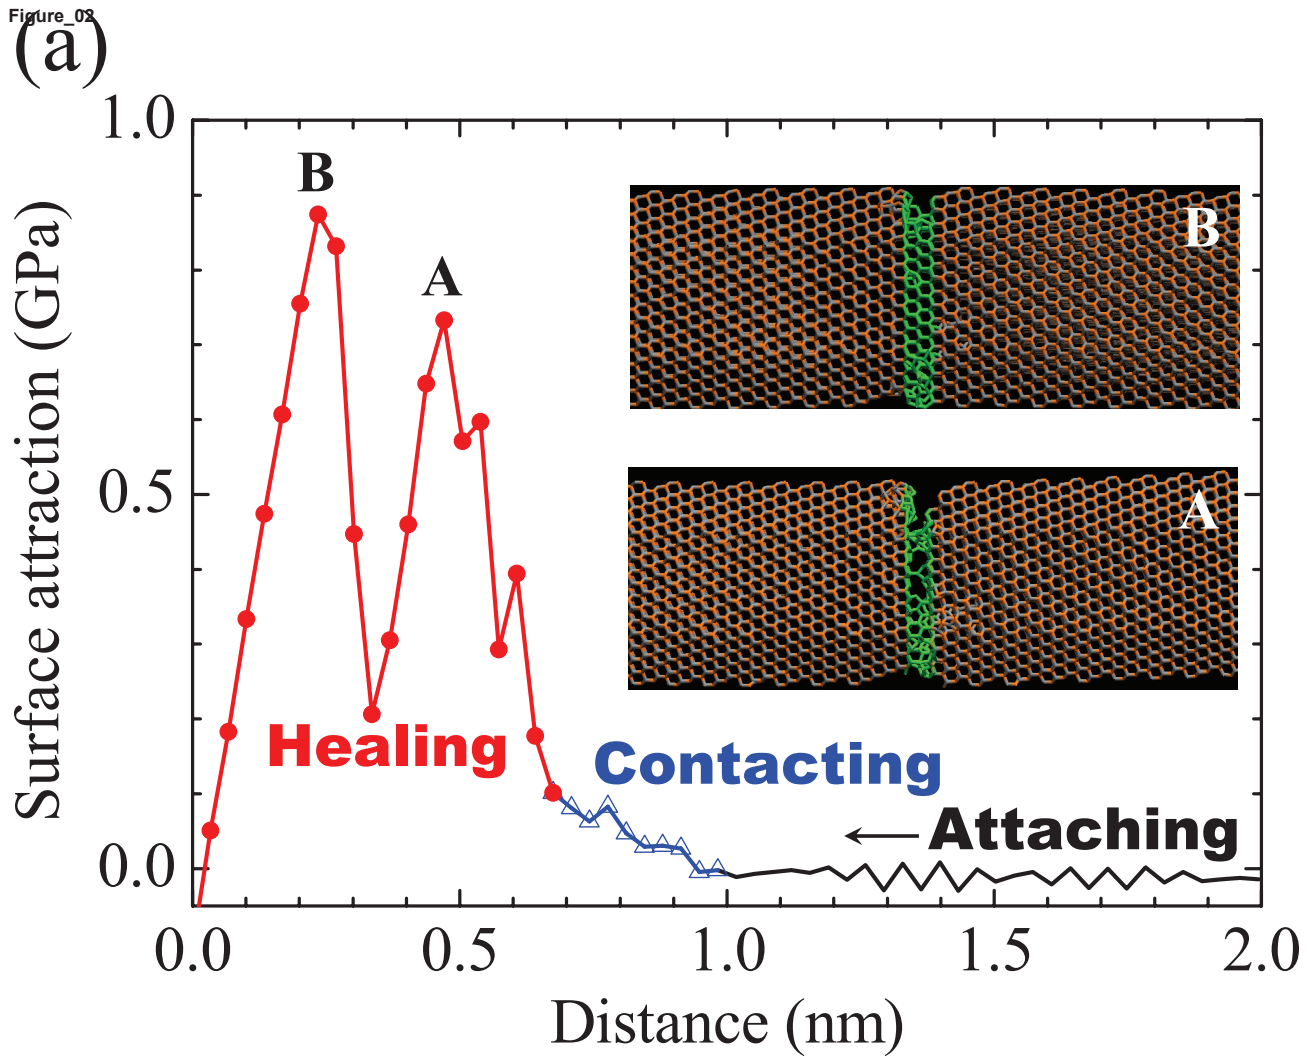 Figure_02
(a)
1.0
0.5
0.0
Surface attraction (GPa)
B
A
B
A
Healing
Contacting
Attaching
0.0 0.5 1.0 1.5 2.0
Distance (nm)